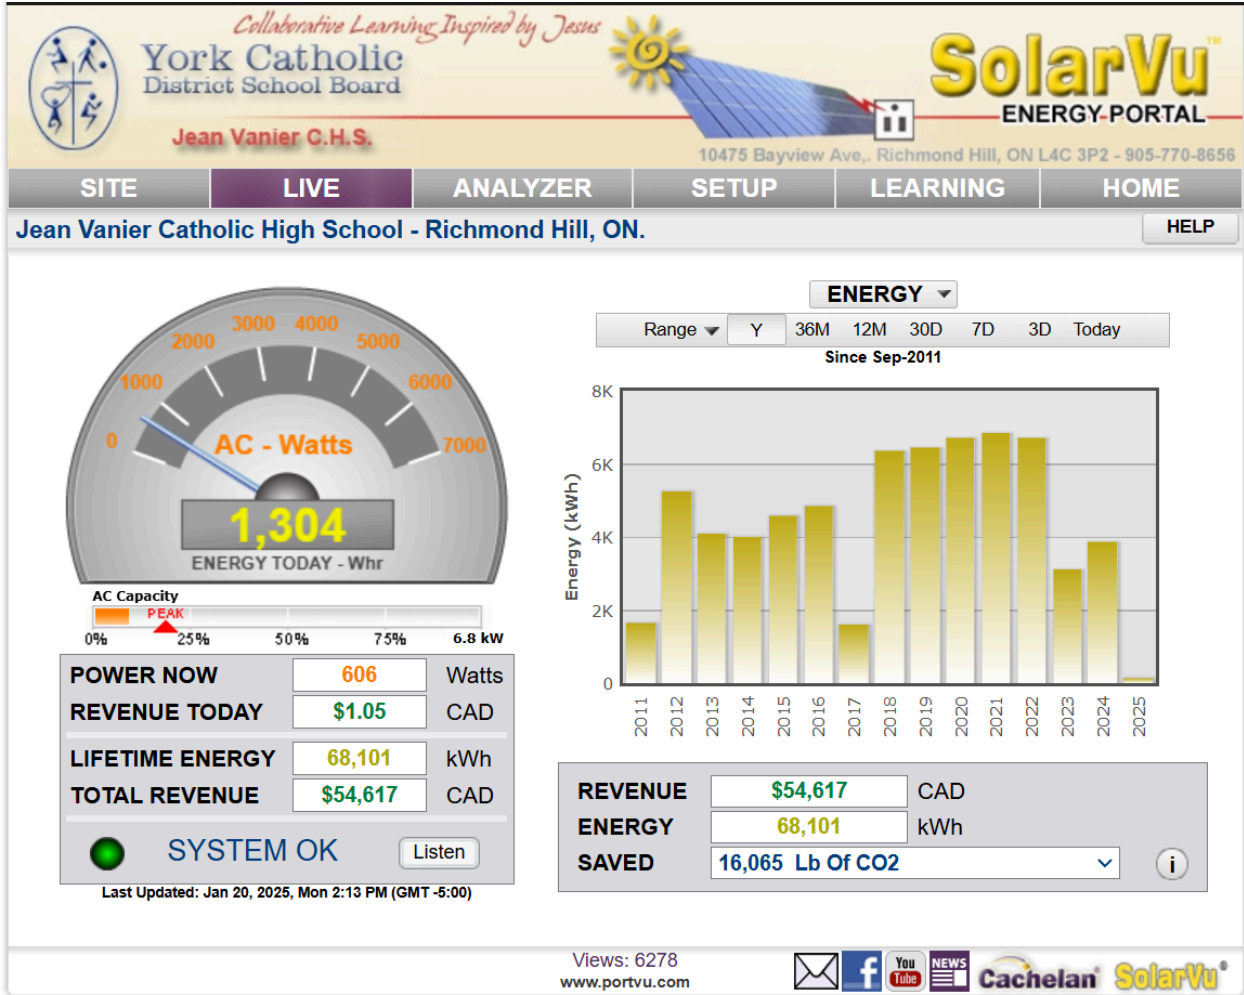 Collaborative Learning Inspired by Jesus
York Catholic
District School Board
Jean Vanier C.H.S.
SolarVu™
ENERGY-PORTAL
10475 Bayview Ave,. Richmond Hill, ON L4C 3P2 - 905-770-8656
SITE LIVE ANALYZER SETUP LEARNING HOME
Jean Vanier Catholic High School - Richmond Hill, ON.
HELP
0 1000 2000 3000 4000 5000 6000 7000
AC - Watts
1,304
ENERGY TODAY - Whr
AC Capacity
PEAK
0% 25% 50% 75% 6.8 kW
POWER NOW 606 Watts
REVENUE TODAY $1.05 CAD
LIFETIME ENERGY 68,101 kWh
TOTAL REVENUE $54,617 CAD
SYSTEM OK Listen
Last Updated: Jan 20, 2025, Mon 2:13 PM (GMT -5:00)
ENERGY
Range Y 36M 12M 30D 7D 3D Today
Since Sep-2011
Energy (kWh)
8K
6K
4K
2K
0
2011 2012 2013 2014 2015 2016 2017 2018 2019 2020 2021 2022 2023 2024 2025
REVENUE $54,617 CAD
ENERGY 68,101 kWh
SAVED 16,065 Lb Of CO2
i
Views: 6278
www.portvu.com
f
You
Tube
NEWS
Cachelan
SolarVu®